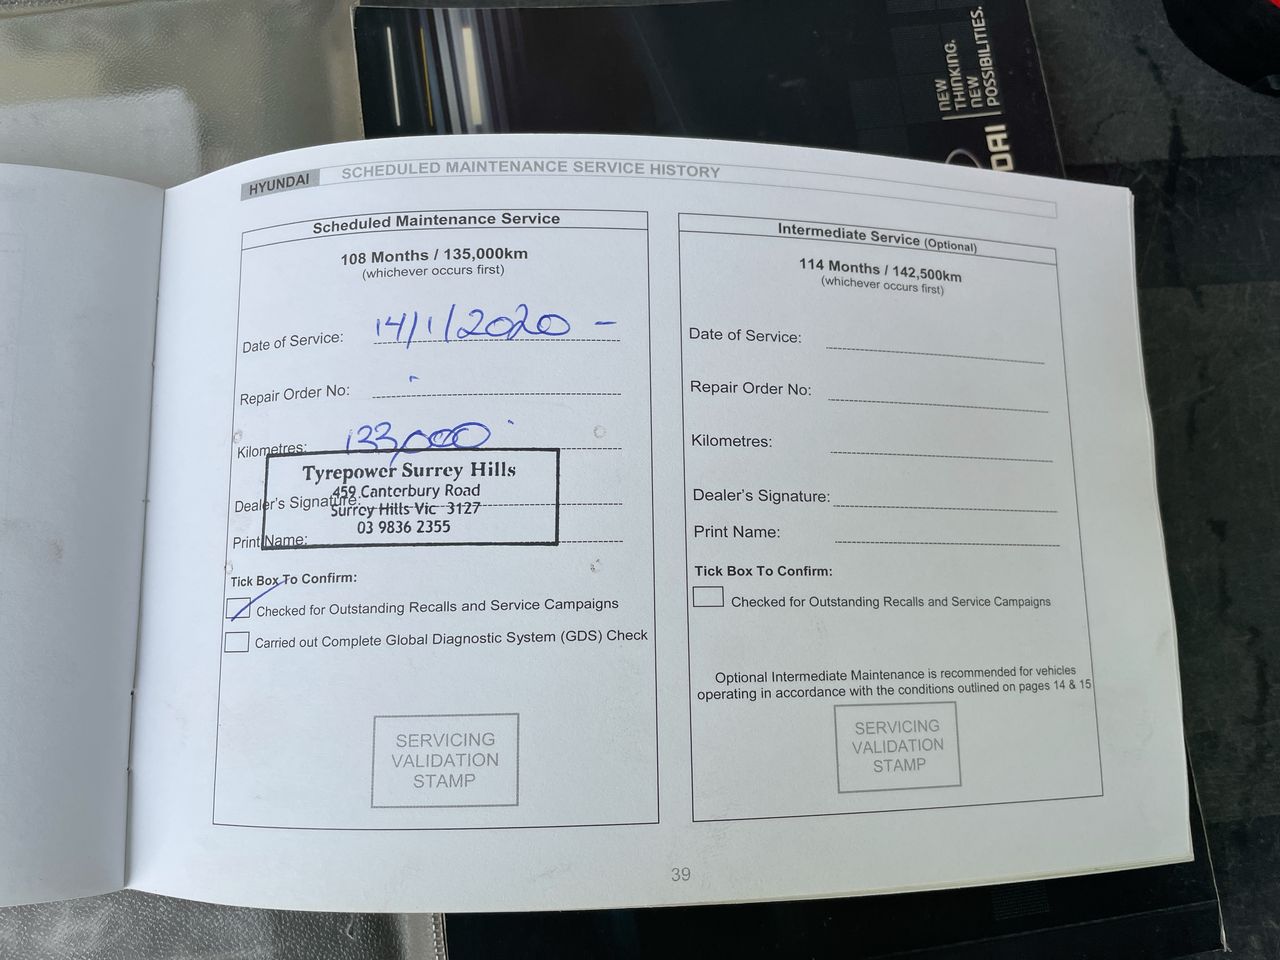 NEW
THINKING.
NEW
POSSIBILITIES.
HYUNDAI
SCHEDULED MAINTENANCE SERVICE HISTORY
Scheduled Maintenance Service
108 Months / 135,000km
(whichever occurs first)
Date of Service: 14/1/2020 -
Repair Order No:
Kilometres: 133,000
Tyrepower Surrey Hills
459 Canterbury Road
Dealer's Signature:
Surrey Hills Vic 3127
03 9836 2355
Print Name:
Tick Box To Confirm:
Checked for Outstanding Recalls and Service Campaigns
Carried out Complete Global Diagnostic System (GDS) Check
SERVICING
VALIDATION
STAMP
Intermediate Service (Optional)
114 Months / 142,500km
(whichever occurs first)
Date of Service:
Repair Order No:
Kilometres:
Dealer's Signature:
Print Name:
Tick Box To Confirm:
Checked for Outstanding Recalls and Service Campaigns
Optional Intermediate Maintenance is recommended for vehicles
operating in accordance with the conditions outlined on pages 14 & 15
SERVICING
VALIDATION
STAMP
39